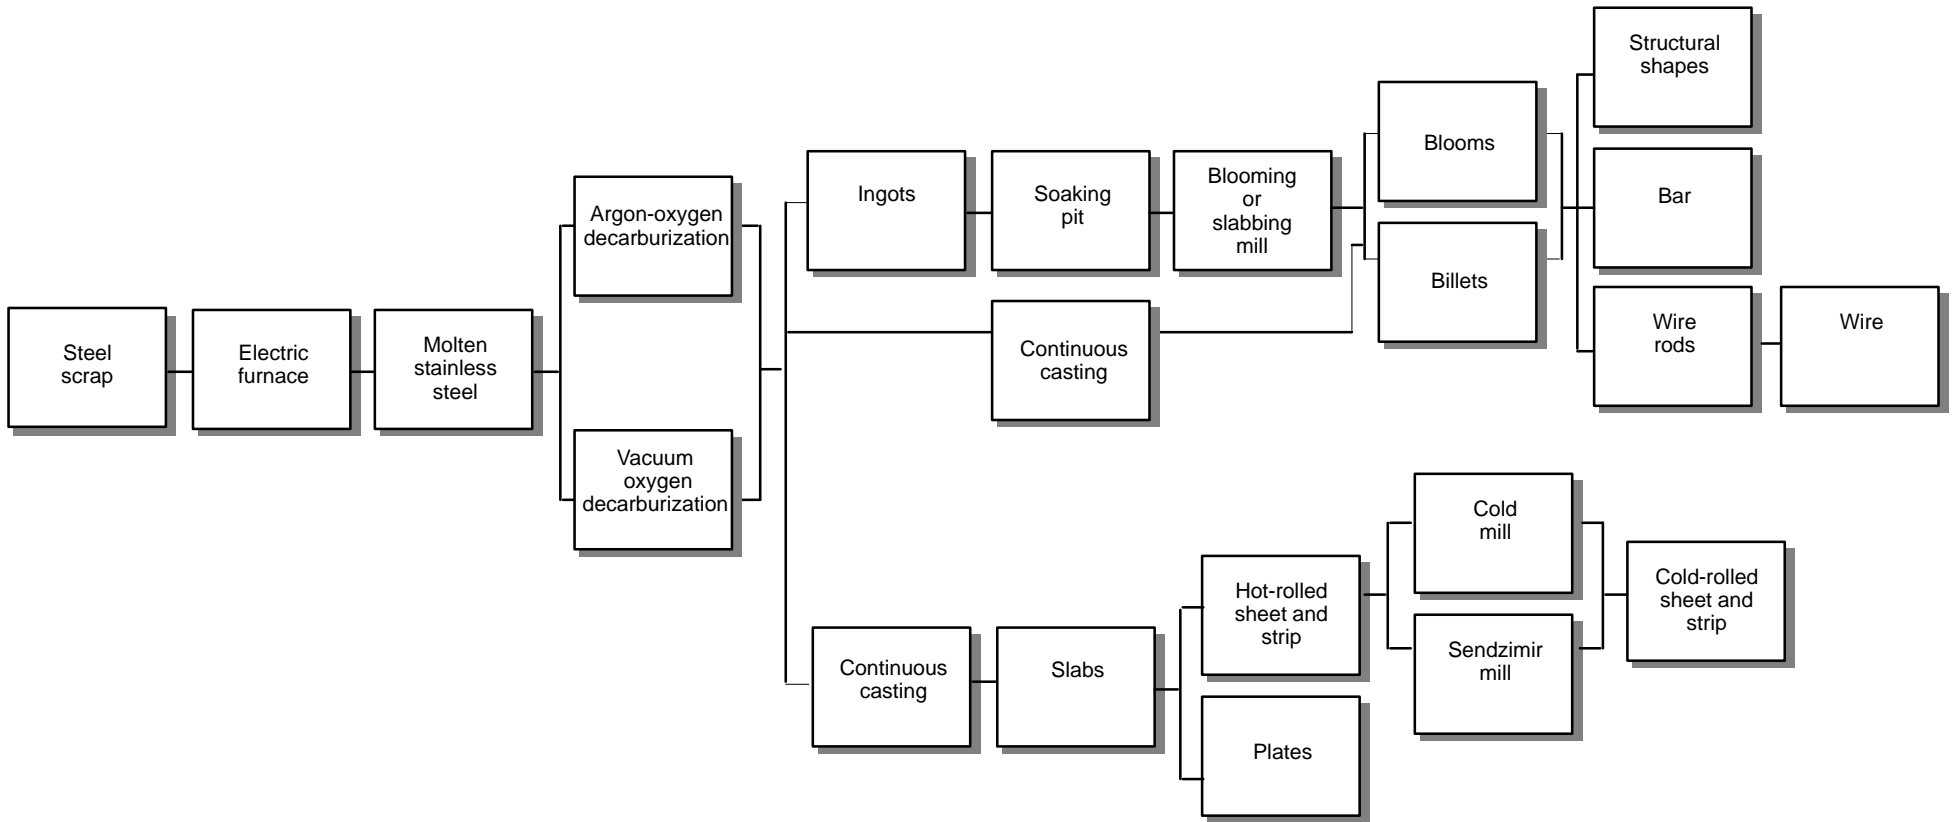 Steel
scrap
Electric
furnace
Molten
stainless
steel
Argon-oxygen
decarburization
Vacuum
oxygen
decarburization
Ingots
Soaking
pit
Blooming
or
slabbing
mill
Continuous
casting
Blooms
Billets
Structural
shapes
Bar
Wire
rods
Wire
Continuous
casting
Slabs
Hot-rolled
sheet and
strip
Plates
Cold
mill
Sendzimir
mill
Cold-rolled
sheet and
strip